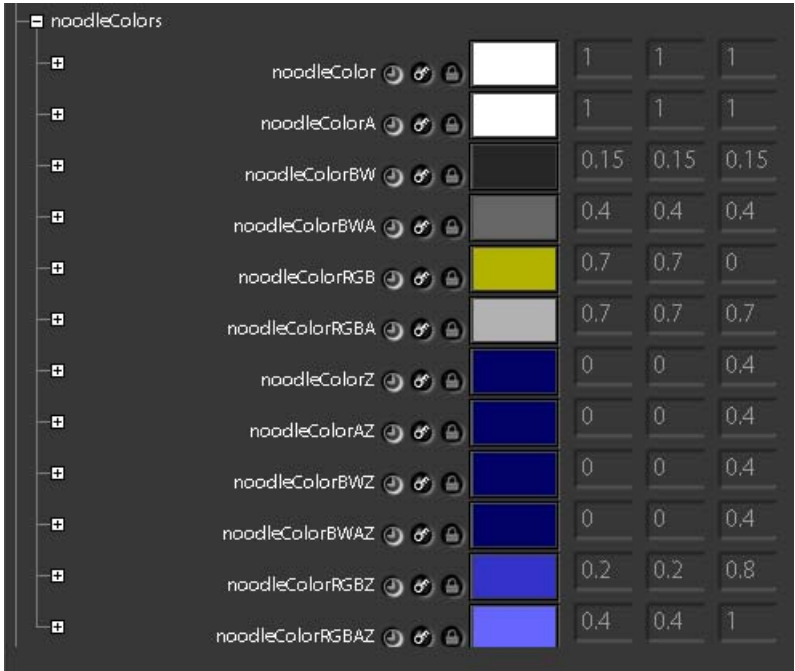 noodleColors
noodleColor 1 1 1
noodleColorA 1 1 1
noodleColorBW 0.15 0.15 0.15
noodleColorBWA 0.4 0.4 0.4
noodleColorRGB 0.7 0.7 0
noodleColorRGBA 0.7 0.7 0.7
noodleColorZ 0 0 0.4
noodleColorAZ 0 0 0.4
noodleColorBWZ 0 0 0.4
noodleColorBWAZ 0 0 0.4
noodleColorRGBZ 0.2 0.2 0.8
noodleColorRGBAZ 0.4 0.4 1